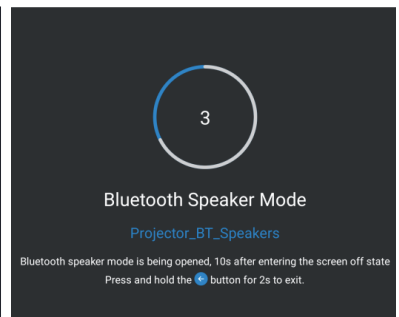 3
Bluetooth Speaker Mode
Projector_BT_Speakers
Bluetooth speaker mode is being opened, 10s after entering the screen off state
Press and hold the button for 2s to exit.